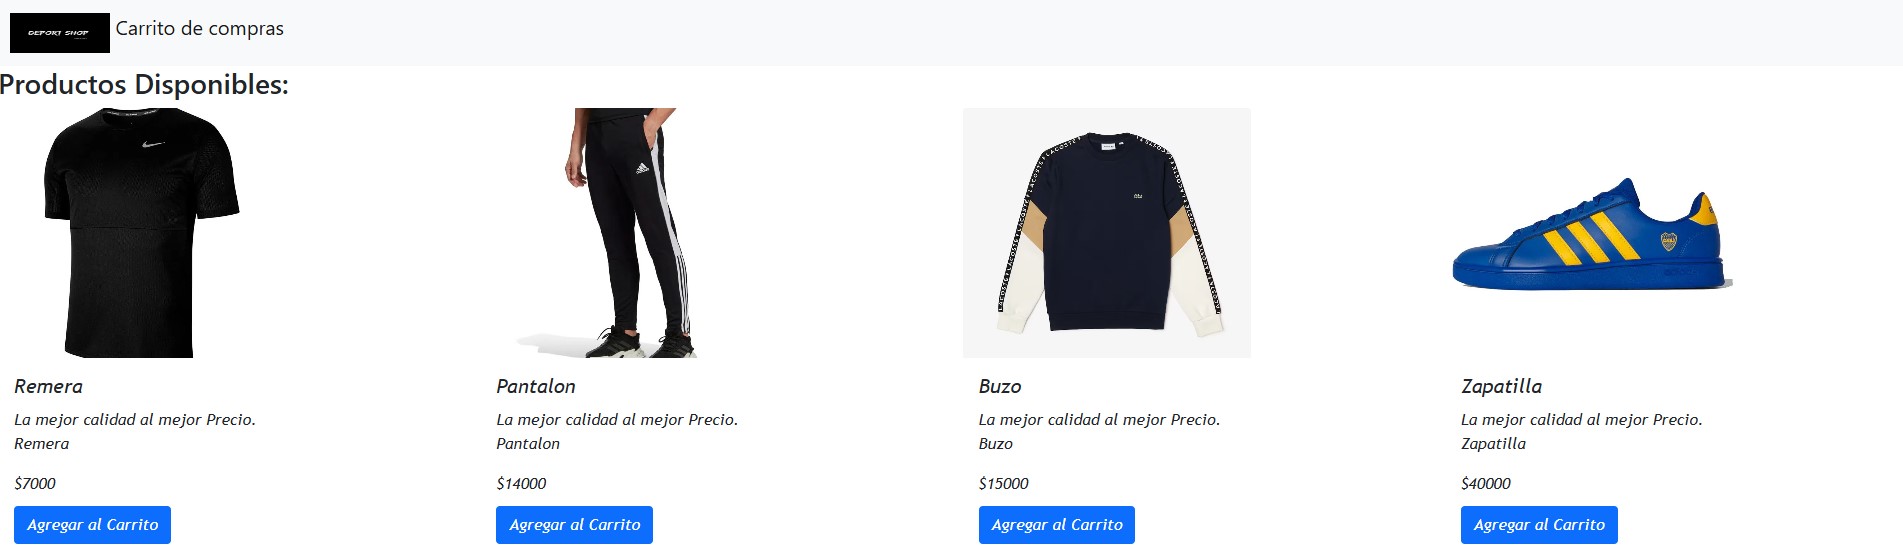 DEPORT SHOP
Carrito de compras
Productos Disponibles:
Remera
La mejor calidad al mejor Precio.
Remera
$7000
Agregar al Carrito
Pantalon
La mejor calidad al mejor Precio.
Pantalon
$14000
Agregar al Carrito
LACOSTE LACOSTE
Buzo
La mejor calidad al mejor Precio.
Buzo
$15000
Agregar al Carrito
Zapatilla
La mejor calidad al mejor Precio.
Zapatilla
$40000
Agregar al Carrito